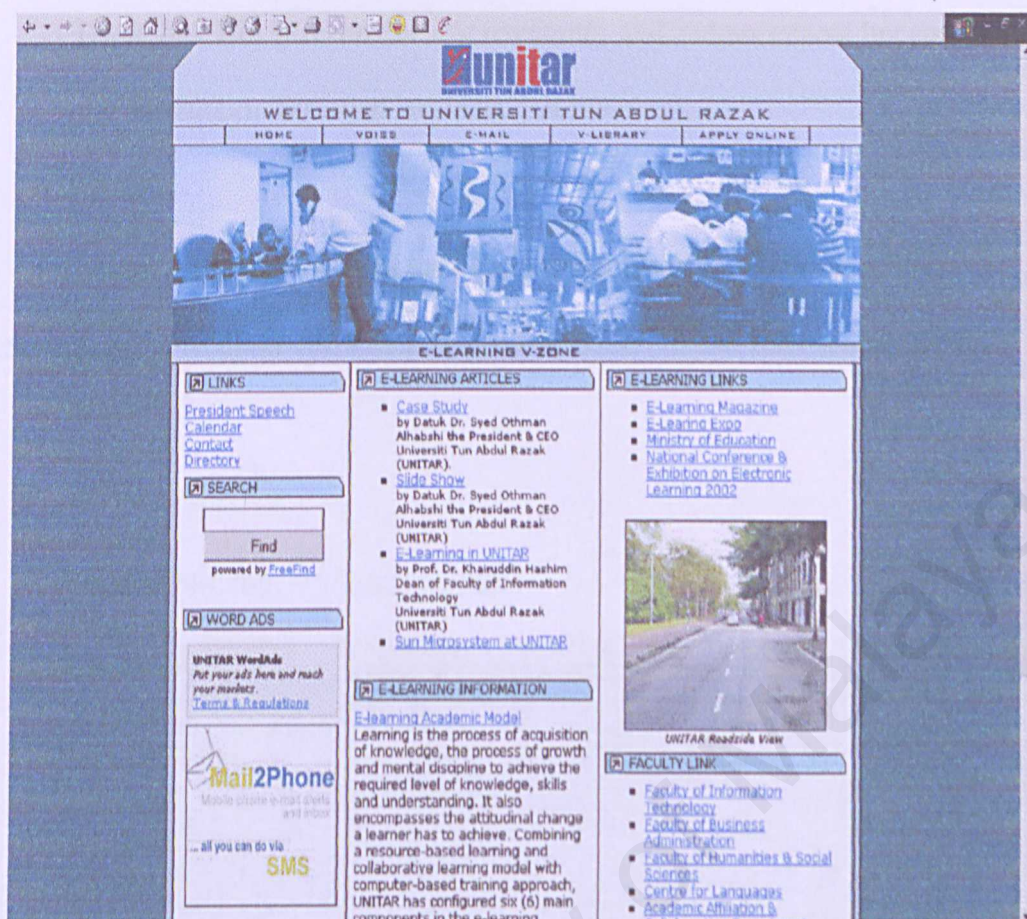 unitar
UNIVERSITI TUN ABDUL RAZAK
WELCOME TO UNIVERSITI TUN ABDUL RAZAK
HOME
VOISS
E-MAIL
V-LIBRARY
APPLY ONLINE
E-LEARNING V-ZONE
LINKS
President Speech
Calendar
Contact
Directory
SEARCH
Find
powered by FreeFind
WORD ADS
UNITAR WordAds
Put your ads here and reach
your markets.
Terms & Regulations
Mail2Phone
Mobile phone e-mail alerts
and inbox
... all you can do via
SMS
E-LEARNING ARTICLES
Case Study
by Datuk Dr. Syed Othman
Alhabshi the President & CEO
Universiti Tun Abdul Razak
(UNITAR).
Slide Show
by Datuk Dr. Syed Othman
Alhabshi the President & CEO
Universiti Tun Abdul Razak
(UNITAR)
E-Learning in UNITAR
by Prof. Dr. Khairuddin Hashim
Dean of Faculty of Information
Technology
Universiti Tun Abdul Razak
(UNITAR)
Sun Microsystem at UNITAR
E-LEARNING INFORMATION
E-learning Academic Model
Learning is the process of acquisition
of knowledge, the process of growth
and mental discipline to achieve the
required level of knowledge, skills
and understanding. It also
encompasses the attitudinal change
a learner has to achieve. Combining
a resource-based learning and
collaborative learning model with
computer-based training approach,
UNITAR has configured six (6) main
components in the e-learning
E-LEARNING LINKS
E-Learning Magazine
E-Learing Expo
Ministry of Education
National Conference &
Exhibition on Electronic
Learning 2002
UNITAR Roadside View
FACULTY LINK
Faculty of Information
Technology
Faculty of Business
Administration
Faculty of Humanities & Social
Sciences
Centre for Languages
Academic Affiliation &